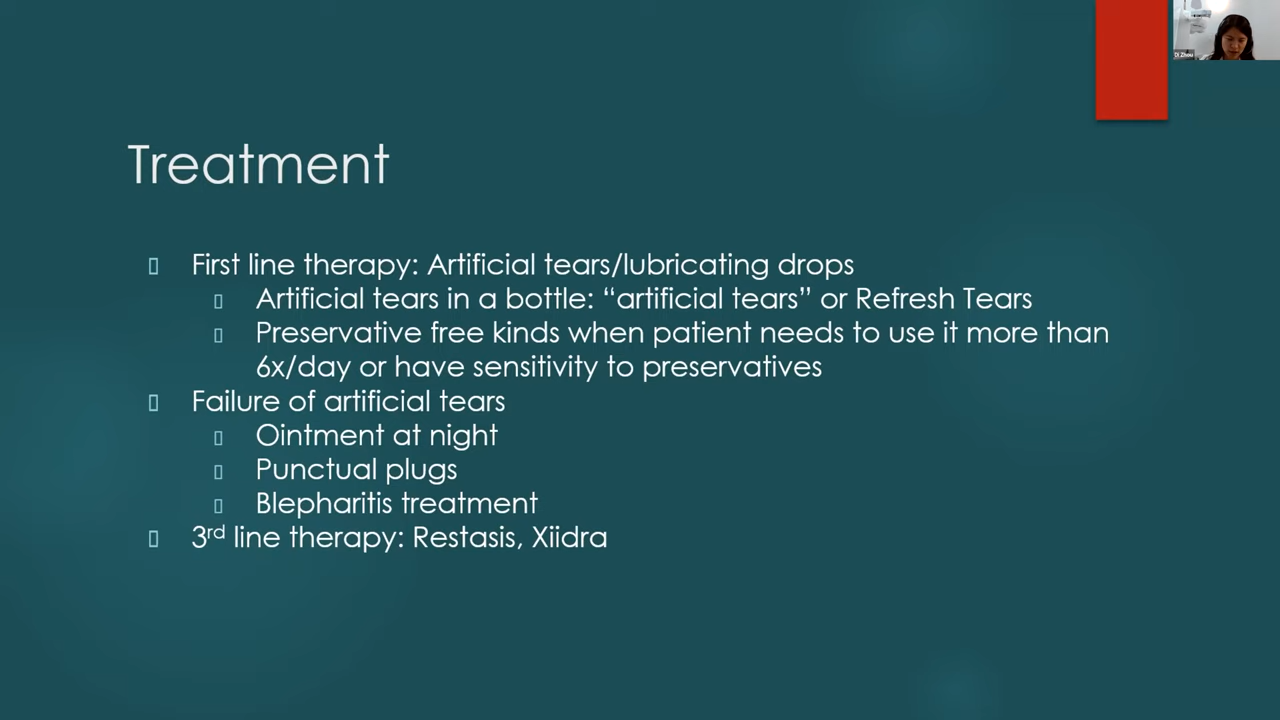 Di Zhou
Treatment
First line therapy: Artificial tears/lubricating drops
Artificial tears in a bottle: “artificial tears” or Refresh Tears
Preservative free kinds when patient needs to use it more than
6x/day or have sensitivity to preservatives
Failure of artificial tears
Ointment at night
Punctual plugs
Blepharitis treatment
3rd line therapy: Restasis, Xiidra